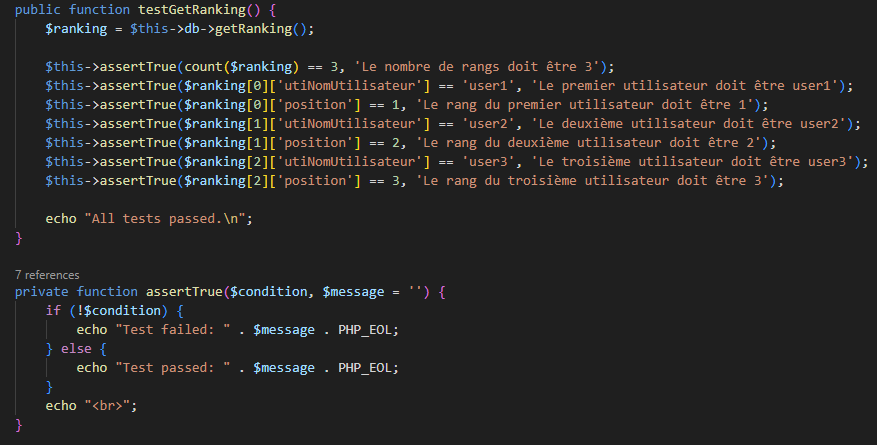 public function testGetRanking() {
$ranking = $this->db->getRanking();
$this->assertTrue(count($ranking) == 3, 'Le nombre de rangs doit être 3');
$this->assertTrue($ranking[0]['utiNomUtilisateur'] == 'user1', 'Le premier utilisateur doit être user1');
$this->assertTrue($ranking[0]['position'] == 1, 'Le rang du premier utilisateur doit être 1');
$this->assertTrue($ranking[1]['utiNomUtilisateur'] == 'user2', 'Le deuxième utilisateur doit être user2');
$this->assertTrue($ranking[1]['position'] == 2, 'Le rang du deuxième utilisateur doit être 2');
$this->assertTrue($ranking[2]['utiNomUtilisateur'] == 'user3', 'Le troisième utilisateur doit être user3');
$this->assertTrue($ranking[2]['position'] == 3, 'Le rang du troisième utilisateur doit être 3');
echo "All tests passed.\n";
}
7 references
private function assertTrue($condition, $message = '') {
if (!$condition) {
echo "Test failed: " . $message . PHP_EOL;
} else {
echo "Test passed: " . $message . PHP_EOL;
}
echo "<br>";
}